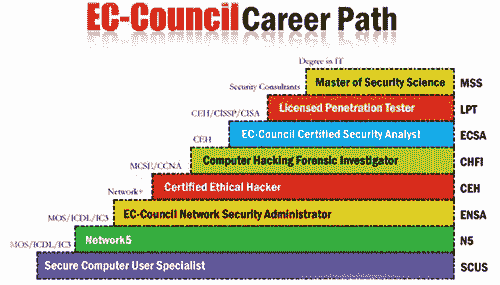 EC-Council Career Path
Degree in IT
Master of Security Science MSS
Security Consultants
Licensed Penetration Tester LPT
CEH/CISSP/CISA
EC-Council Certified Security Analyst ECSA
CEH
Computer Hacking Forensic Investigator CHFI
MCSE/CCNA
Certified Ethical Hacker CEH
Network+
EC-Council Network Security Administrator ENSA
MOS/ICDL/IC3
Network5 N5
MOS/ICDL/IC3
Secure Computer User Specialist SCUS